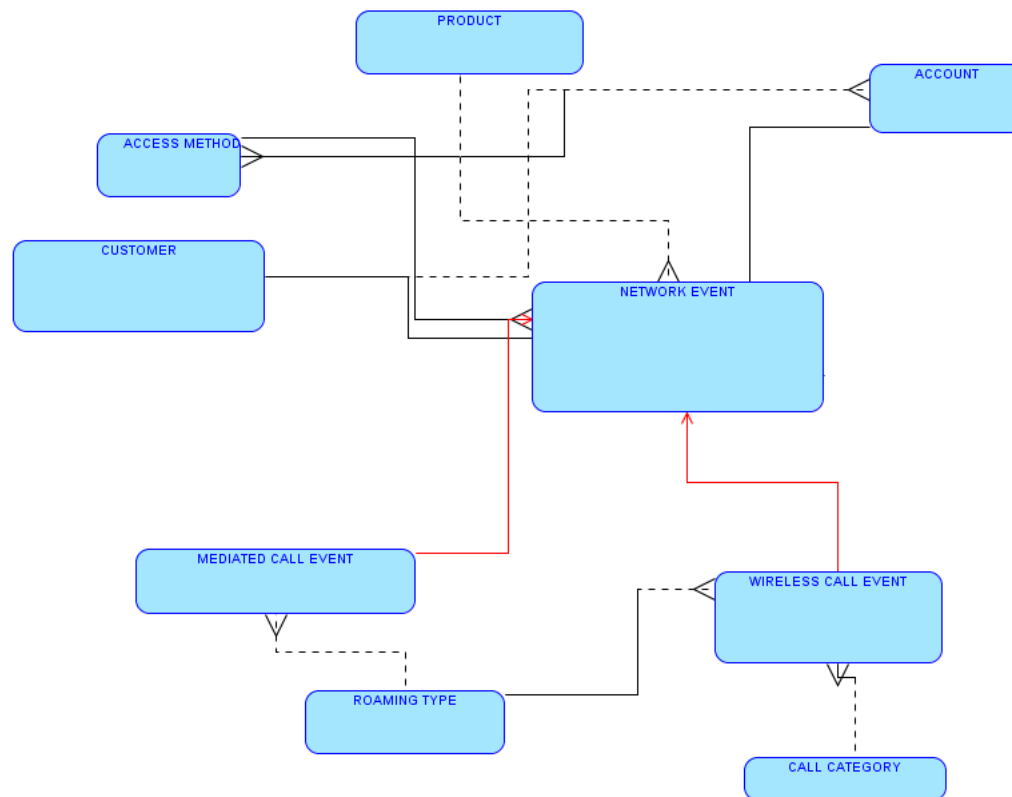 PRODUCT
ACCOUNT
ACCESS METHOD
CUSTOMER
NETWORK EVENT
MEDIATED CALL EVENT
WIRELESS CALL EVENT
ROAMING TYPE
CALL CATEGORY